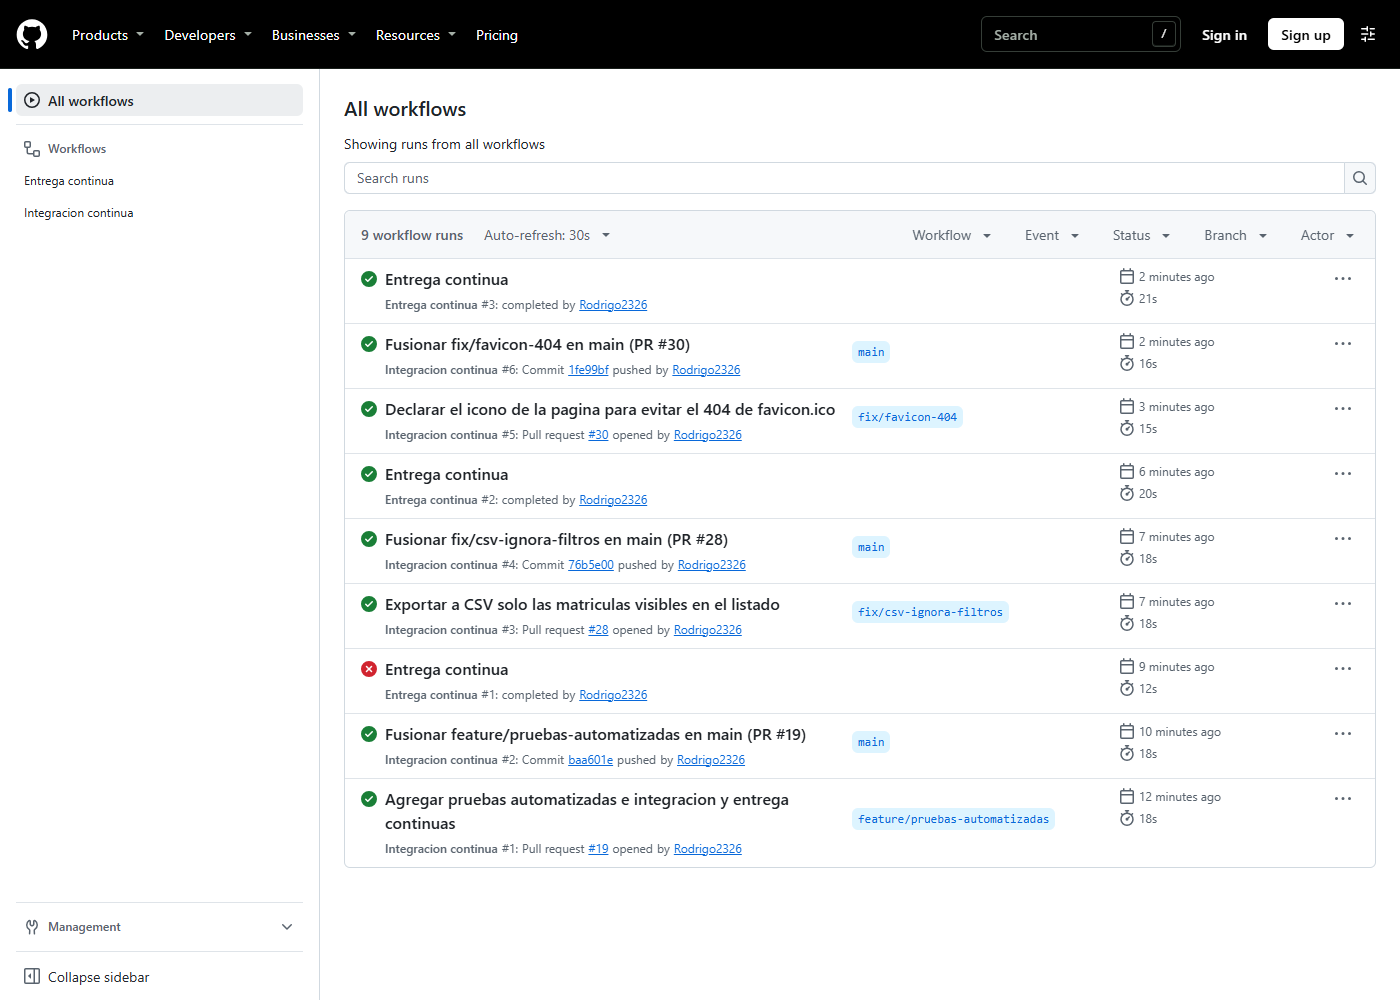 Products Developers Businesses Resources Pricing Search / Sign in Sign up
All workflows
Workflows
Entrega continua
Integracion continua
Management
Collapse sidebar
All workflows
Showing runs from all workflows
Search runs
9 workflow runs Auto-refresh: 30s Workflow Event Status Branch Actor
Entrega continua
Entrega continua #3: completed by Rodrigo2326
2 minutes ago
21s
Fusionar fix/favicon-404 en main (PR #30)
Integracion continua #6: Commit 1fe99bf pushed by Rodrigo2326
main
2 minutes ago
16s
Declarar el icono de la pagina para evitar el 404 de favicon.ico
Integracion continua #5: Pull request #30 opened by Rodrigo2326
fix/favicon-404
3 minutes ago
15s
Entrega continua
Entrega continua #2: completed by Rodrigo2326
6 minutes ago
20s
Fusionar fix/csv-ignora-filtros en main (PR #28)
Integracion continua #4: Commit 76b5e00 pushed by Rodrigo2326
main
7 minutes ago
18s
Exportar a CSV solo las matriculas visibles en el listado
Integracion continua #3: Pull request #28 opened by Rodrigo2326
fix/csv-ignora-filtros
7 minutes ago
18s
Entrega continua
Entrega continua #1: completed by Rodrigo2326
9 minutes ago
12s
Fusionar feature/pruebas-automatizadas en main (PR #19)
Integracion continua #2: Commit baa601e pushed by Rodrigo2326
main
10 minutes ago
18s
Agregar pruebas automatizadas e integracion y entrega
continuas
Integracion continua #1: Pull request #19 opened by Rodrigo2326
feature/pruebas-automatizadas
12 minutes ago
18s